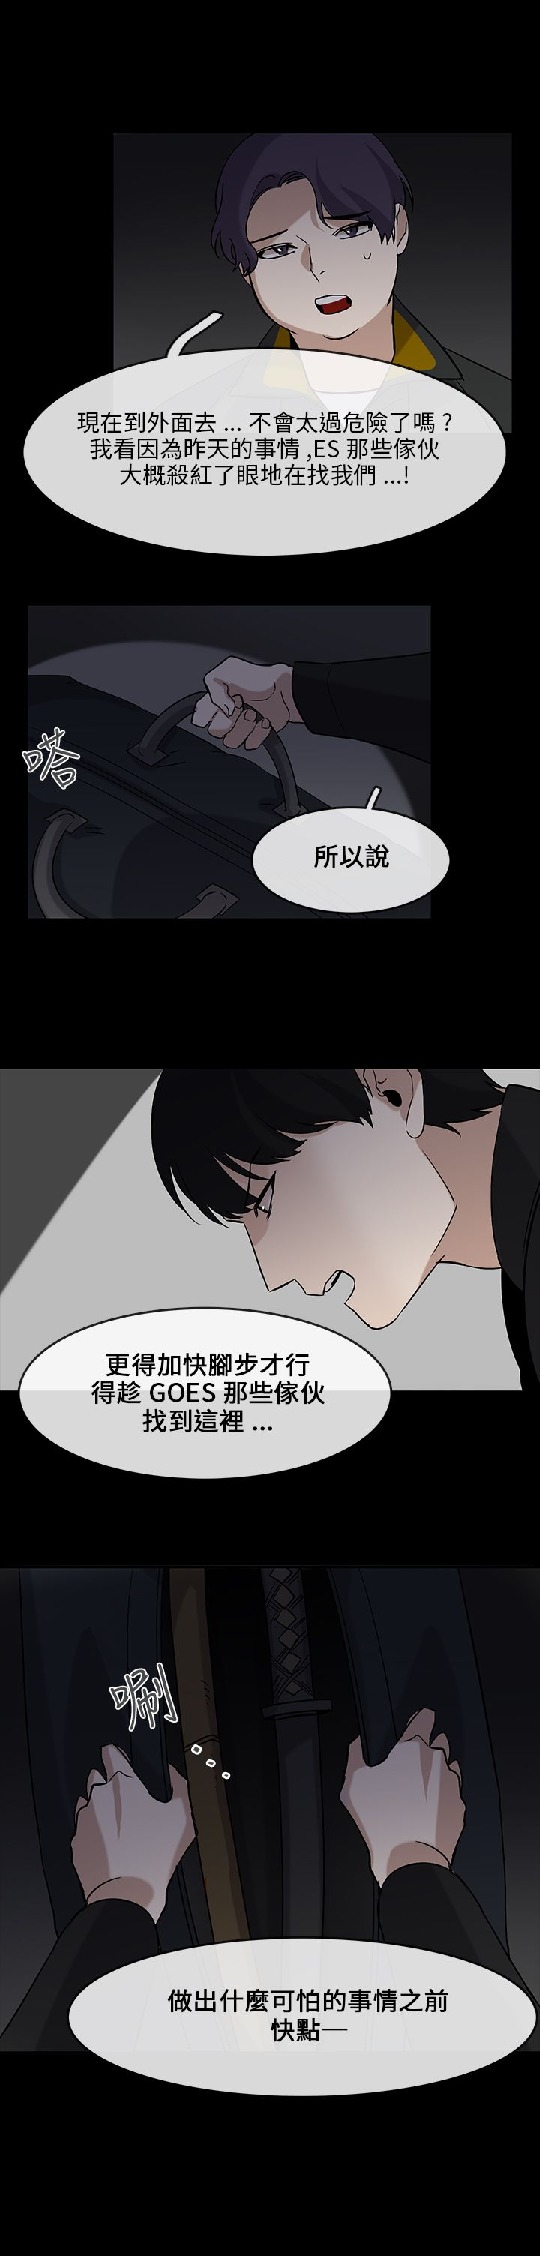 現在到外面去 ... 不會太過危險了嗎 ?
我看因為昨天的事情 ,ES 那些傢伙
大概殺紅了眼地在找我們 ...!
嗒
所以說
更得加快腳步才行
得趁 GOES 那些傢伙
找到這裡 ...
唰
做出什麼可怕的事情之前
快點—